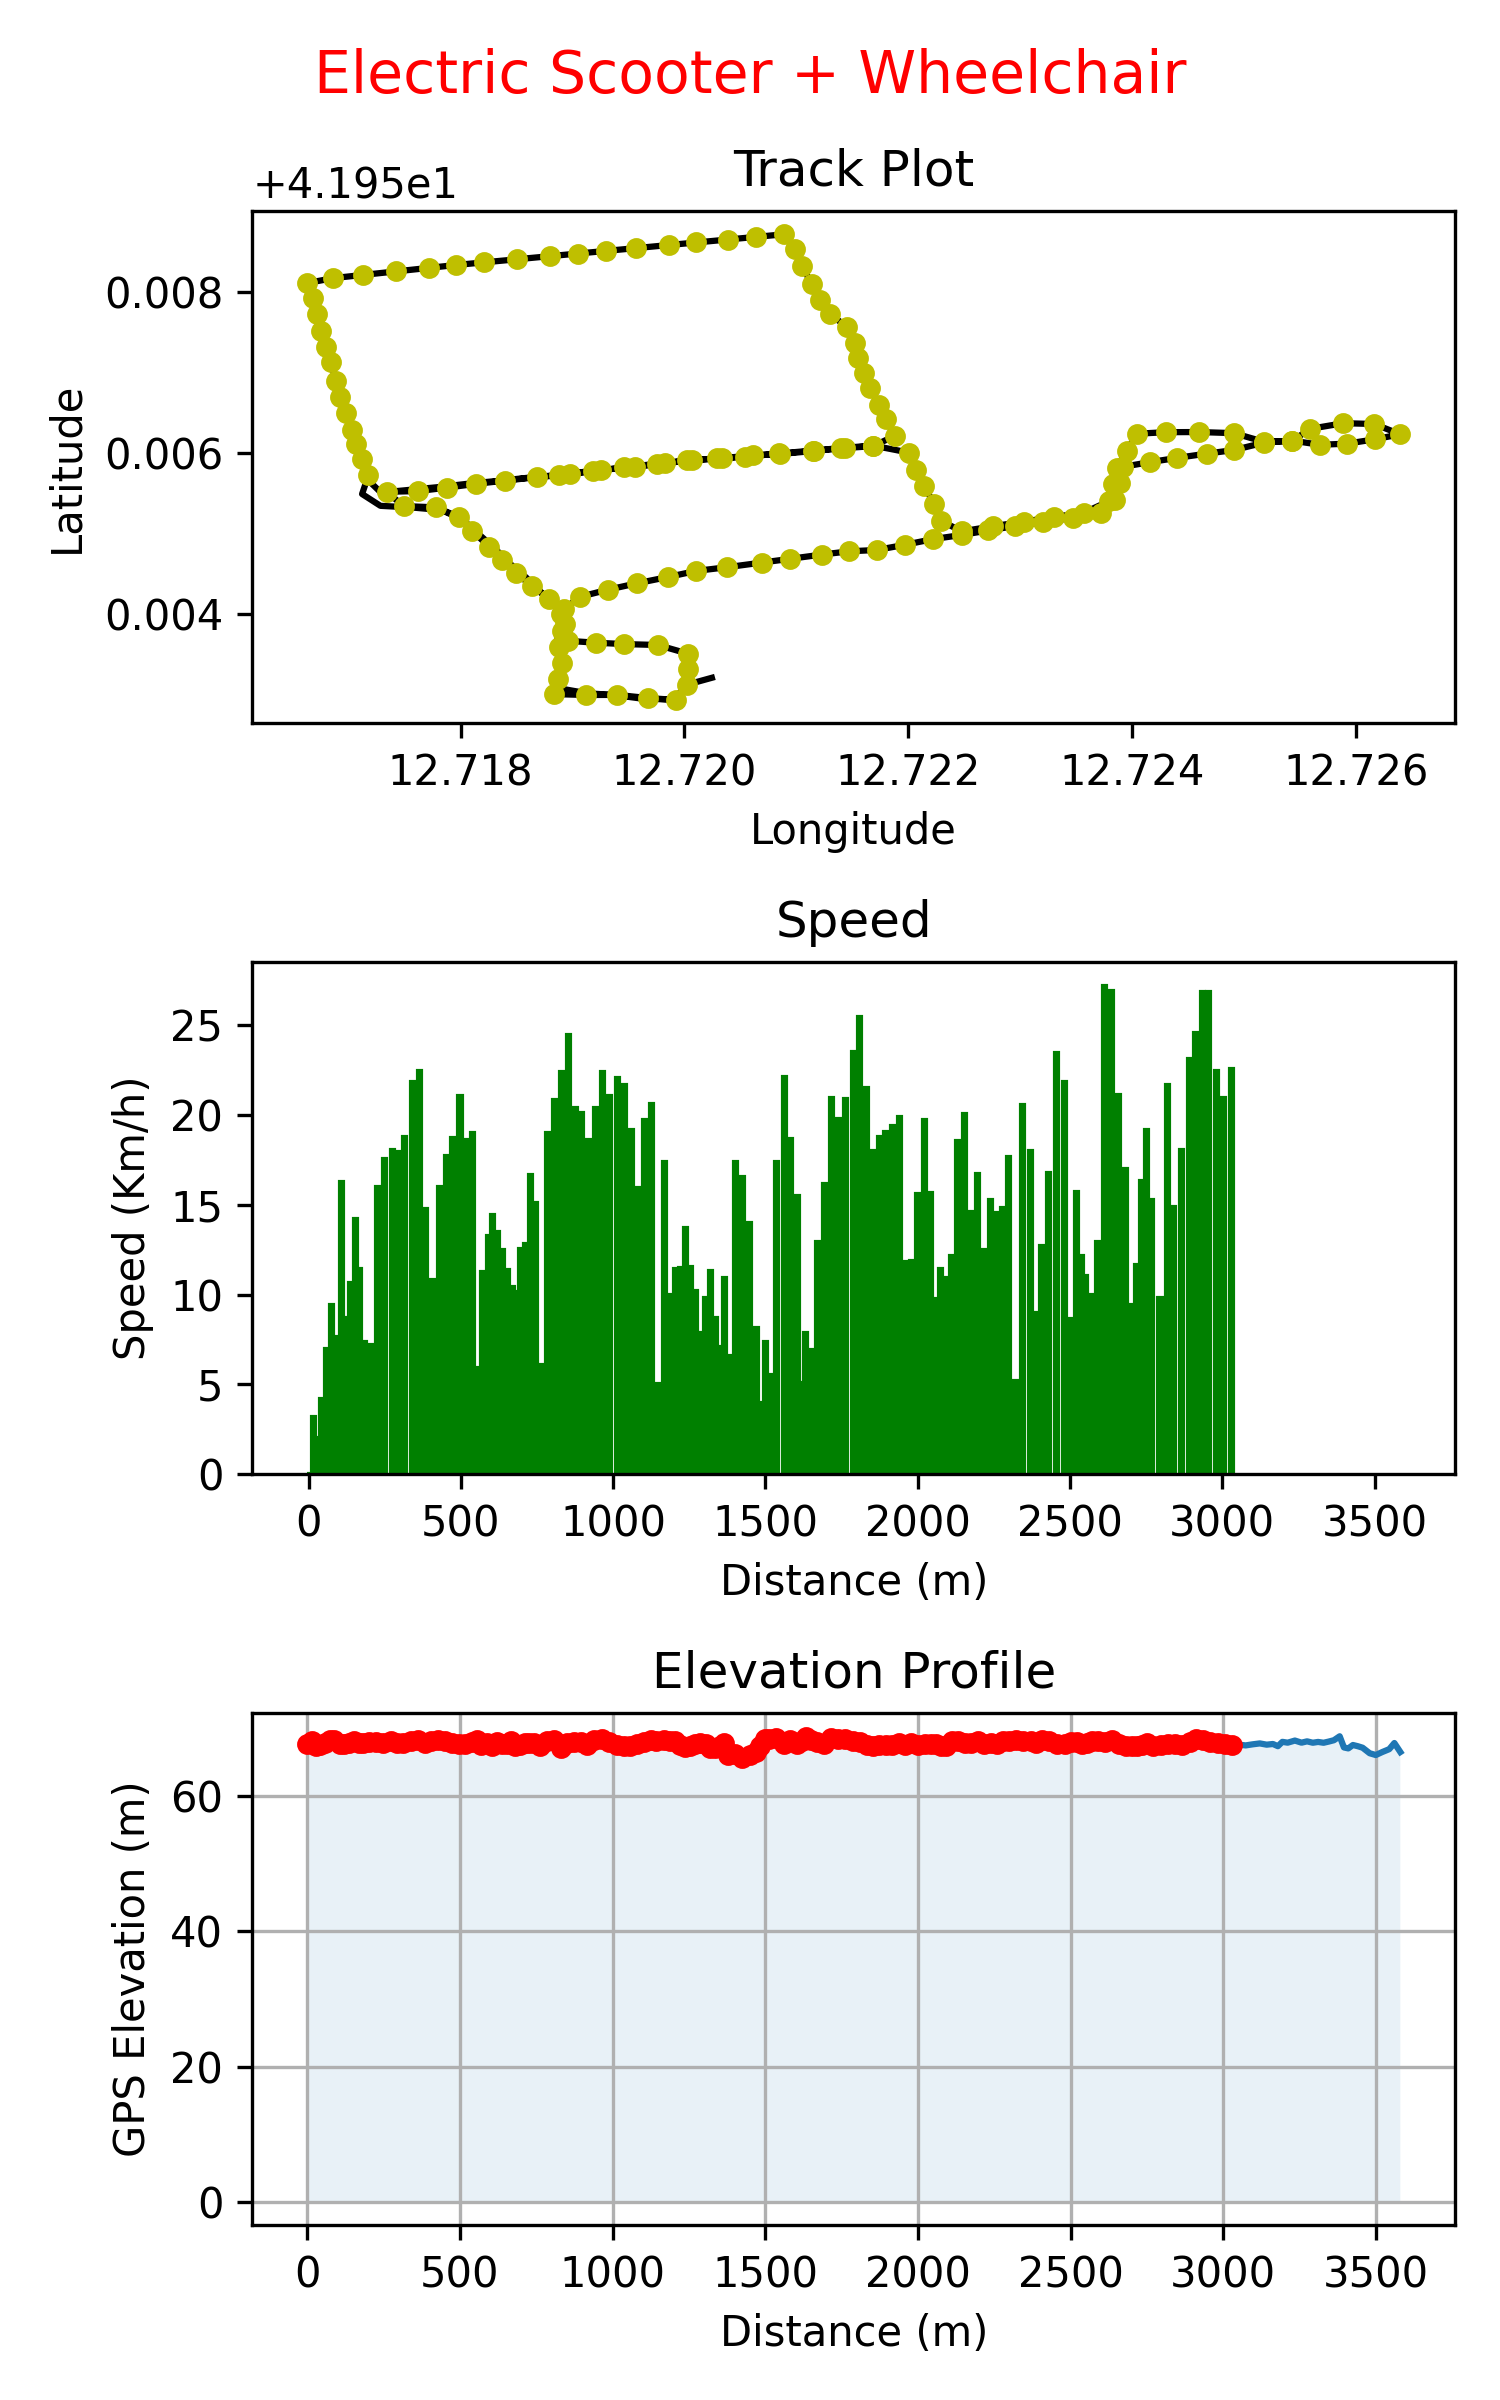 Electric Scooter + Wheelchair
Track Plot
+4.195e1
0.008
0.006
0.004
Latitude
12.718 12.720 12.722 12.724 12.726
Longitude
Speed
25
20
15
10
5
0
Speed (Km/h)
0 500 1000 1500 2000 2500 3000 3500
Distance (m)
Elevation Profile
60
40
20
0
GPS Elevation (m)
0 500 1000 1500 2000 2500 3000 3500
Distance (m)